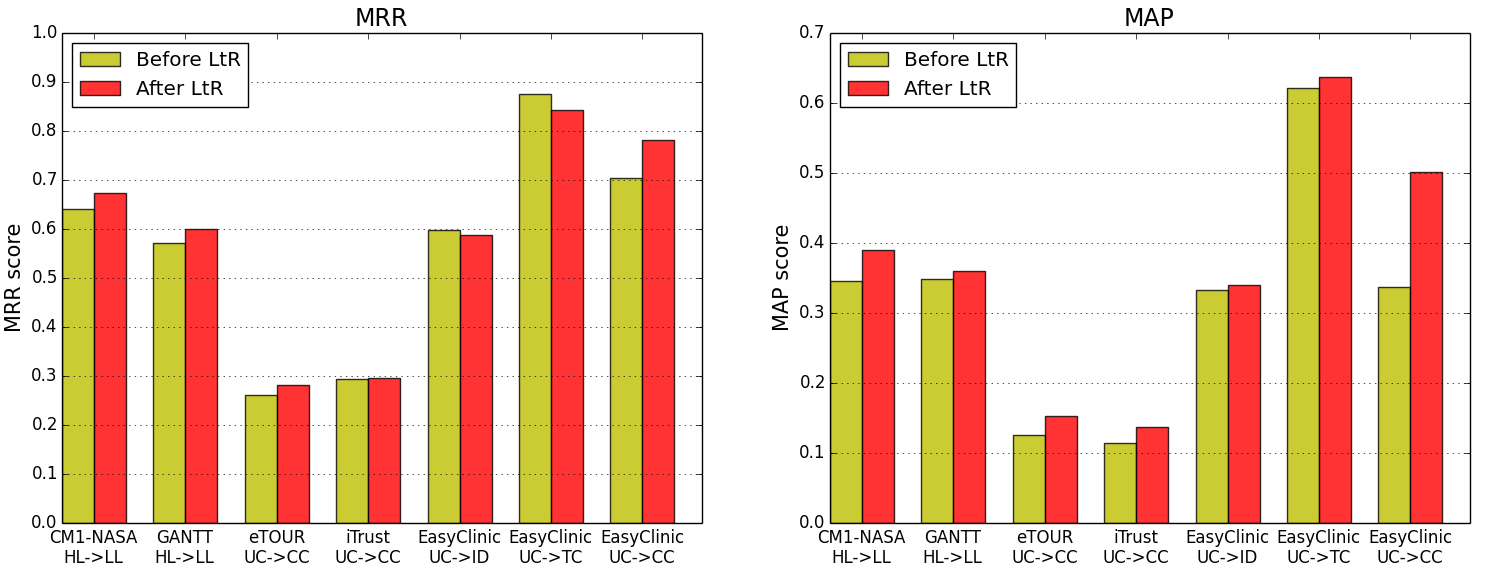 MRR
Before LtR
After LtR
MRR score
1.0
0.9
0.8
0.7
0.6
0.5
0.4
0.3
0.2
0.1
0.0
CM1-NASA GANTT eTOUR iTrust EasyClinic EasyClinic EasyClinic
HL->LL HL->LL UC->CC UC->CC UC->ID UC->TC UC->CC
MAP
Before LtR
After LtR
MAP score
0.7
0.6
0.5
0.4
0.3
0.2
0.1
0.0
CM1-NASA GANTT eTOUR iTrust EasyClinic EasyClinic EasyClinic
HL->LL HL->LL UC->CC UC->CC UC->ID UC->TC UC->CC